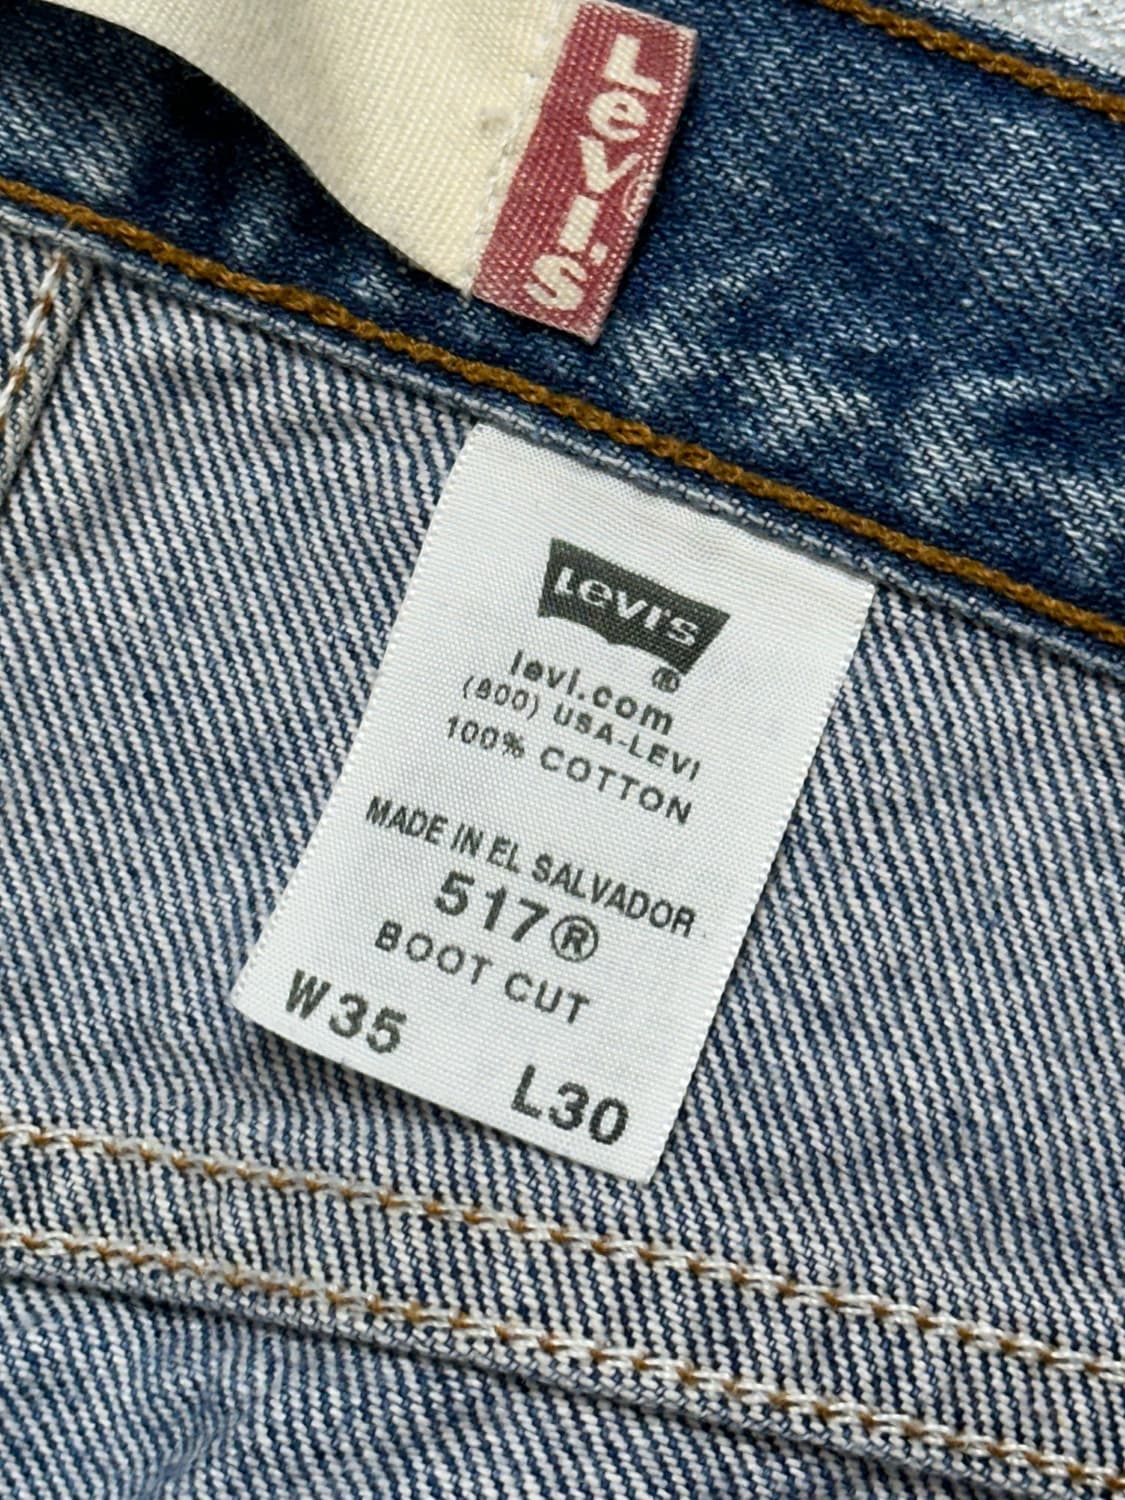 Levi's
Levi's ®
levi.com
(800) USA-LEVI
100% COTTON
MADE IN EL SALVADOR
517®
BOOT CUT
W35
L30